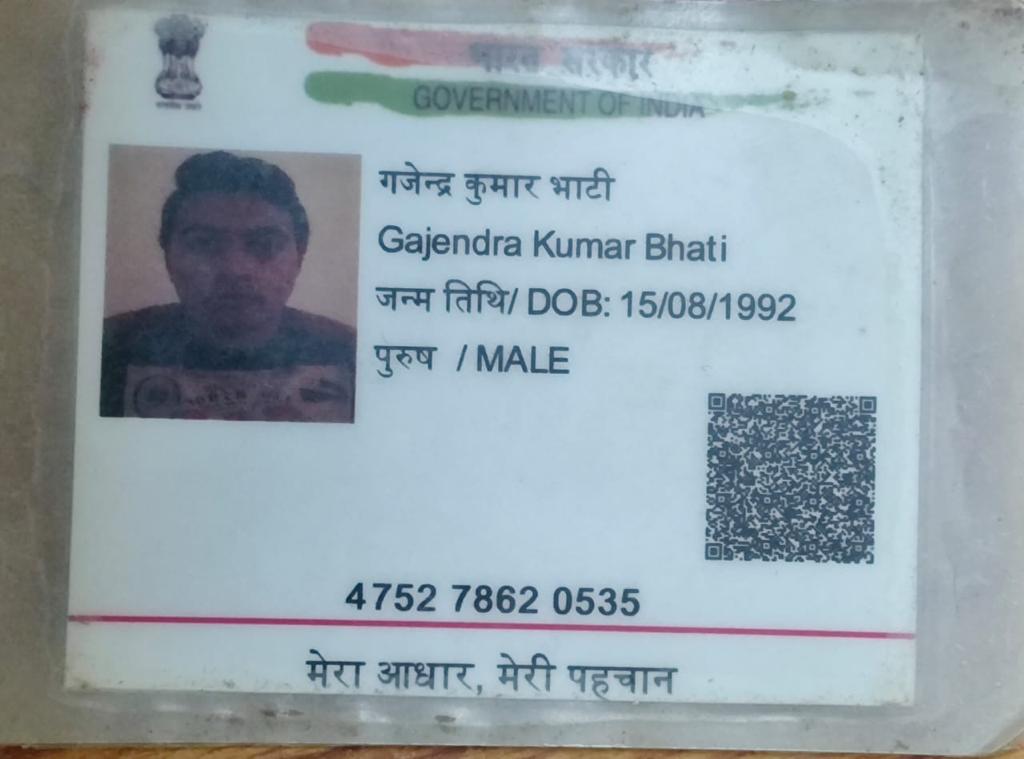 भारत सरकार
GOVERNMENT OF INDIA
गजेन्द्र कुमार भाटी
Gajendra Kumar Bhati
जन्म तिथि/ DOB: 15/08/1992
पुरुष / MALE
4752 7862 0535
मेरा आधार, मेरी पहचान